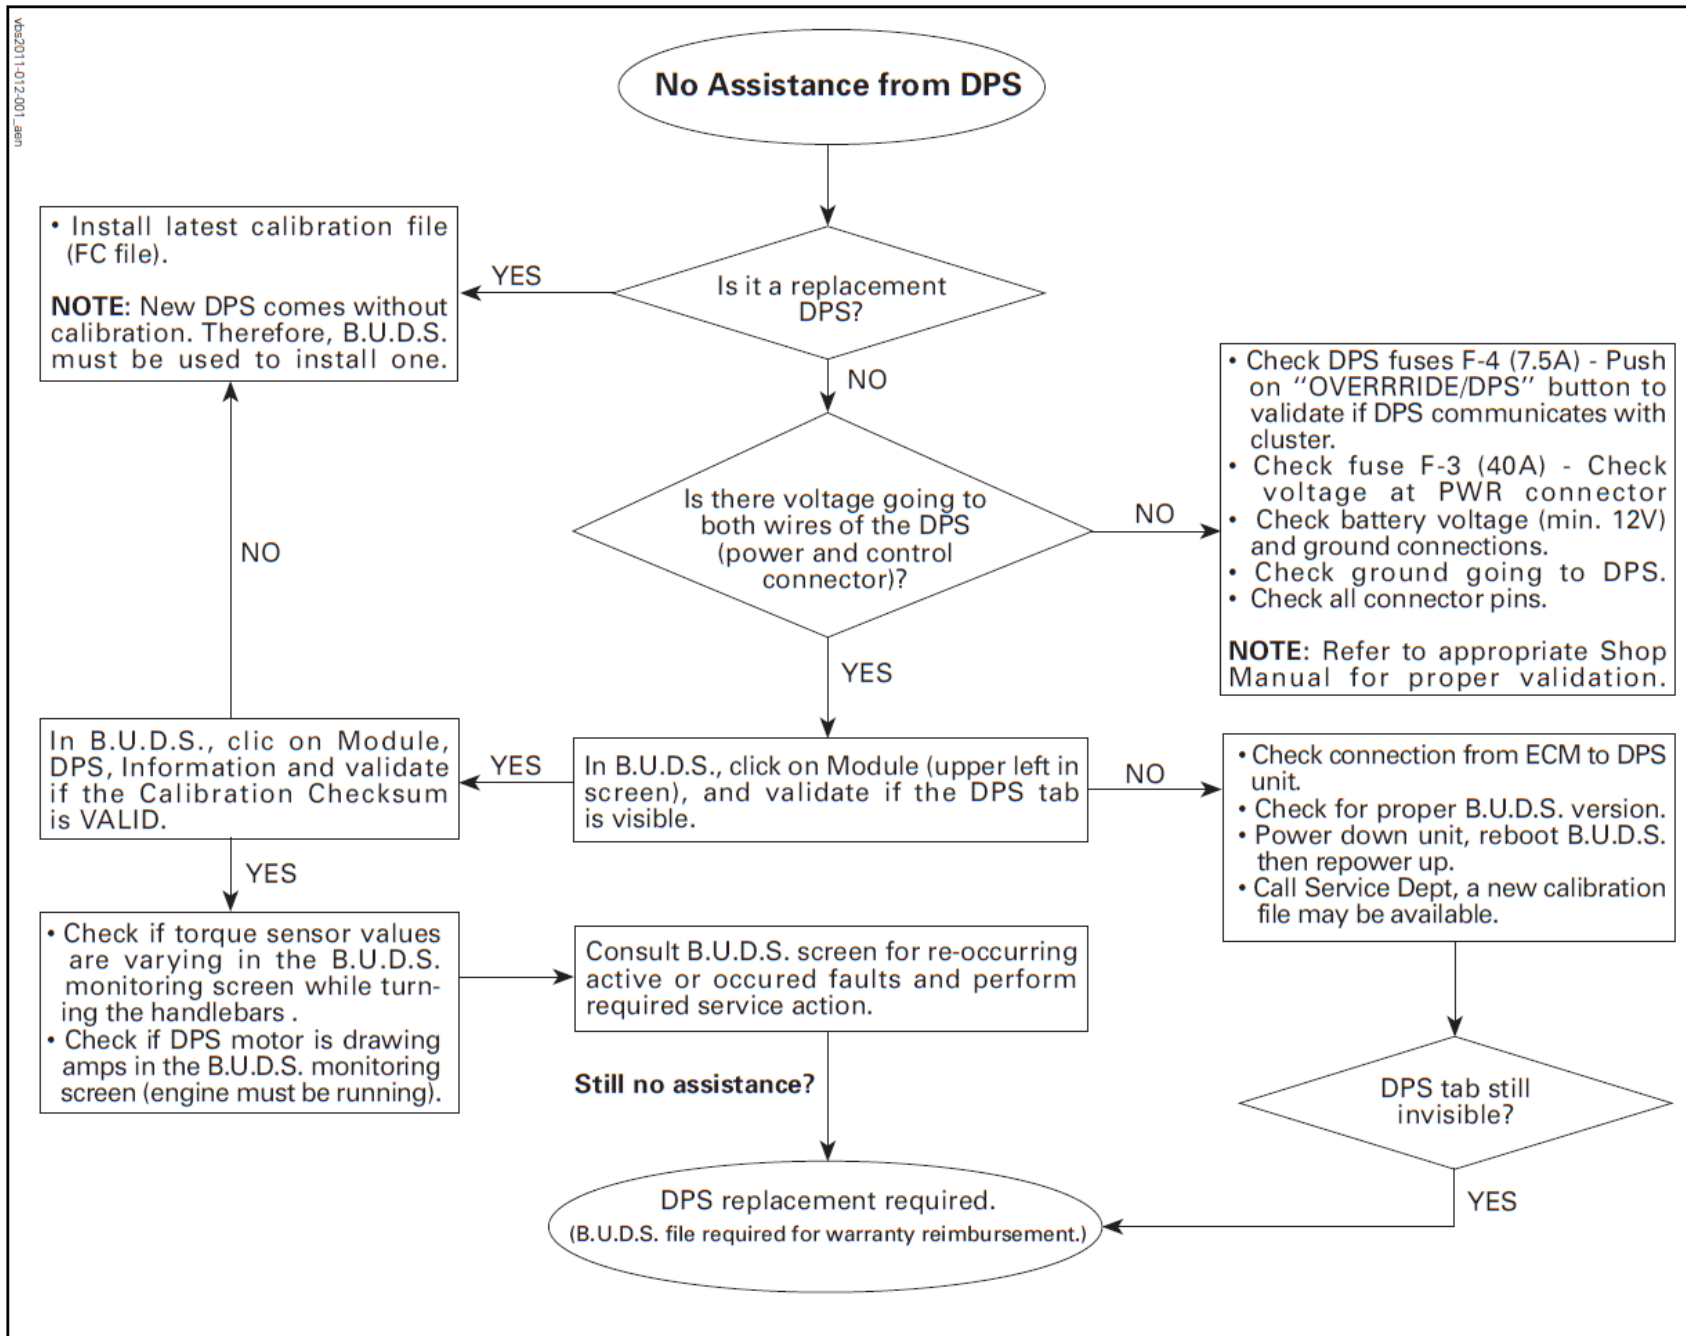 vbs2011-0112-001_aen
No Assistance from DPS
• Install latest calibration file
(FC file).
NOTE: New DPS comes without
calibration. Therefore, B.U.D.S.
must be used to install one.
YES
Is it a replacement
DPS?
NO
• Check DPS fuses F-4 (7.5A) - Push
on "OVERRRIDE/DPS" button to
validate if DPS communicates with
cluster.
• Check fuse F-3 (40A) - Check
voltage at PWR connector
• Check battery voltage (min. 12V)
and ground connections.
• Check ground going to DPS.
• Check all connector pins.
NOTE: Refer to appropriate Shop
Manual for proper validation.
Is there voltage going to
both wires of the DPS
(power and control
connector)?
NO
NO
YES
In B.U.D.S., clic on Module,
DPS, Information and validate
if the Calibration Checksum
is VALID.
YES
In B.U.D.S., click on Module (upper left in
screen), and validate if the DPS tab
is visible.
NO
• Check connection from ECM to DPS
unit.
• Check for proper B.U.D.S. version.
• Power down unit, reboot B.U.D.S.
then repower up.
• Call Service Dept, a new calibration
file may be available.
YES
• Check if torque sensor values
are varying in the B.U.D.S.
monitoring screen while turn-
ing the handlebars .
• Check if DPS motor is drawing
amps in the B.U.D.S. monitoring
screen (engine must be running).
Consult B.U.D.S. screen for re-occurring
active or occured faults and perform
required service action.
Still no assistance?
DPS tab still
invisible?
YES
DPS replacement required.
(B.U.D.S. file required for warranty reimbursement.)